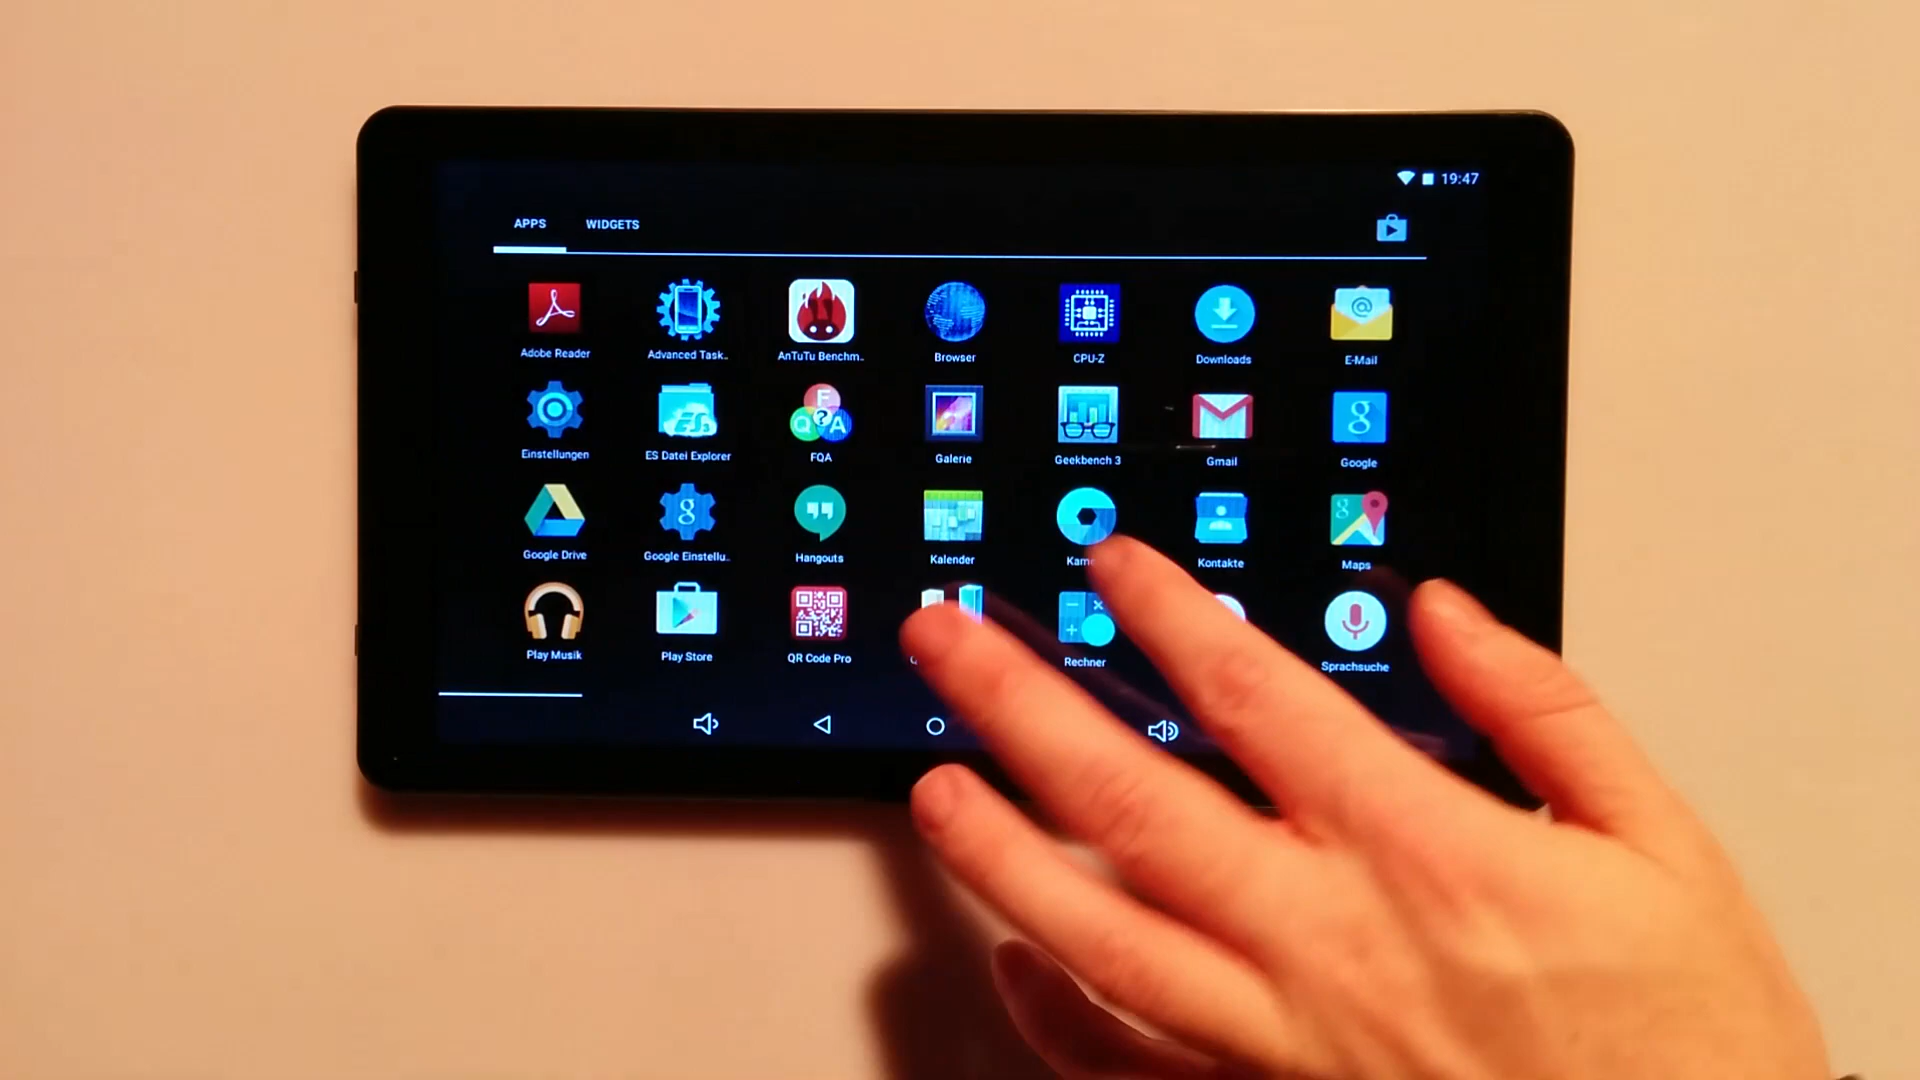 19:47
APPS WIDGETS
Adobe Reader Advanced Task.. AnTuTu Benchm.. Browser CPU-Z Downloads E-Mail
Einstellungen ES Datei Explorer FQA Galerie Geekbench 3 Gmail Google
Google Drive Google Einstellu.. Hangouts Kalender Kontakte Maps
Play Musik Play Store QR Code Pro Rechner Sprachsuche